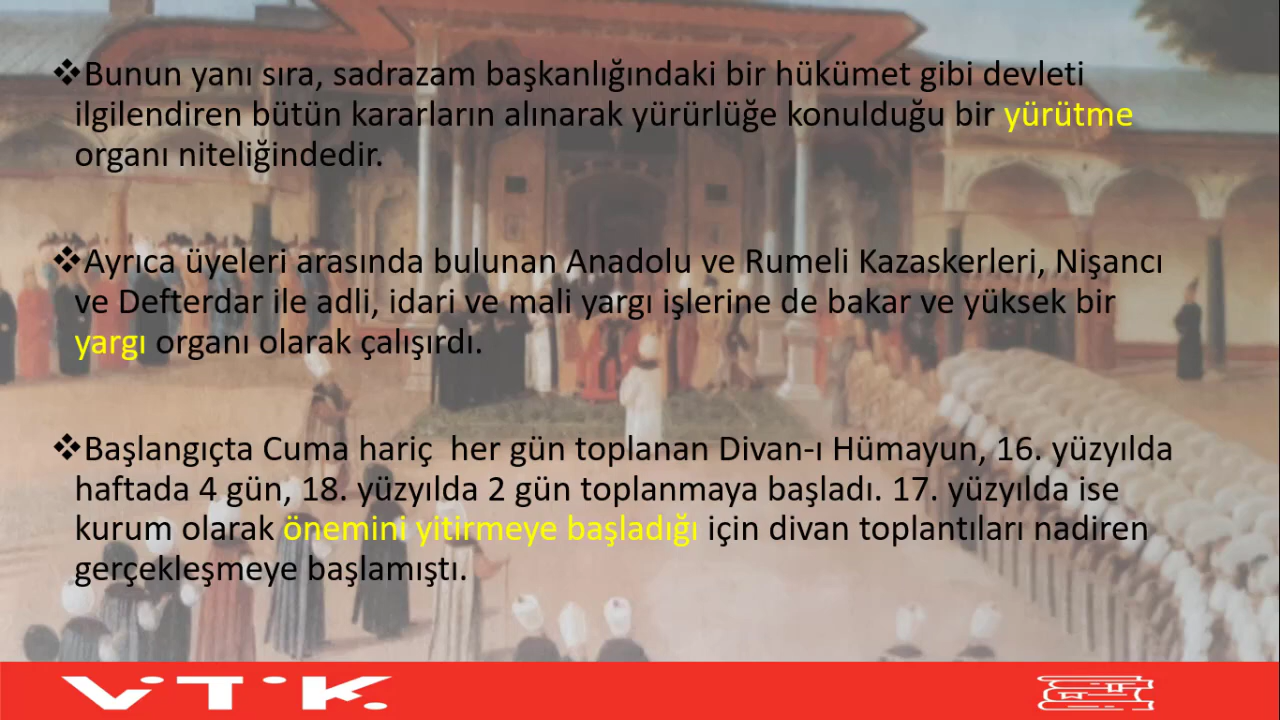 ❖Bunun yanı sıra, sadrazam başkanlığındaki bir hükümet gibi devleti
ilgilendiren bütün kararların alınarak yürürlüğe konulduğu bir yürütme
organı niteliğindedir.
❖Ayrıca üyeleri arasında bulunan Anadolu ve Rumeli Kazaskerleri, Nişancı
ve Defterdar ile adli, idari ve mali yargı işlerine de bakar ve yüksek bir
yargı organı olarak çalışırdı.
❖Başlangıçta Cuma hariç  her gün toplanan Divan-ı Hümayun, 16. yüzyılda
haftada 4 gün, 18. yüzyılda 2 gün toplanmaya başladı. 17. yüzyılda ise
kurum olarak önemini yitirmeye başladığı için divan toplantıları nadiren
gerçekleşmeye başlamıştı.
VTK